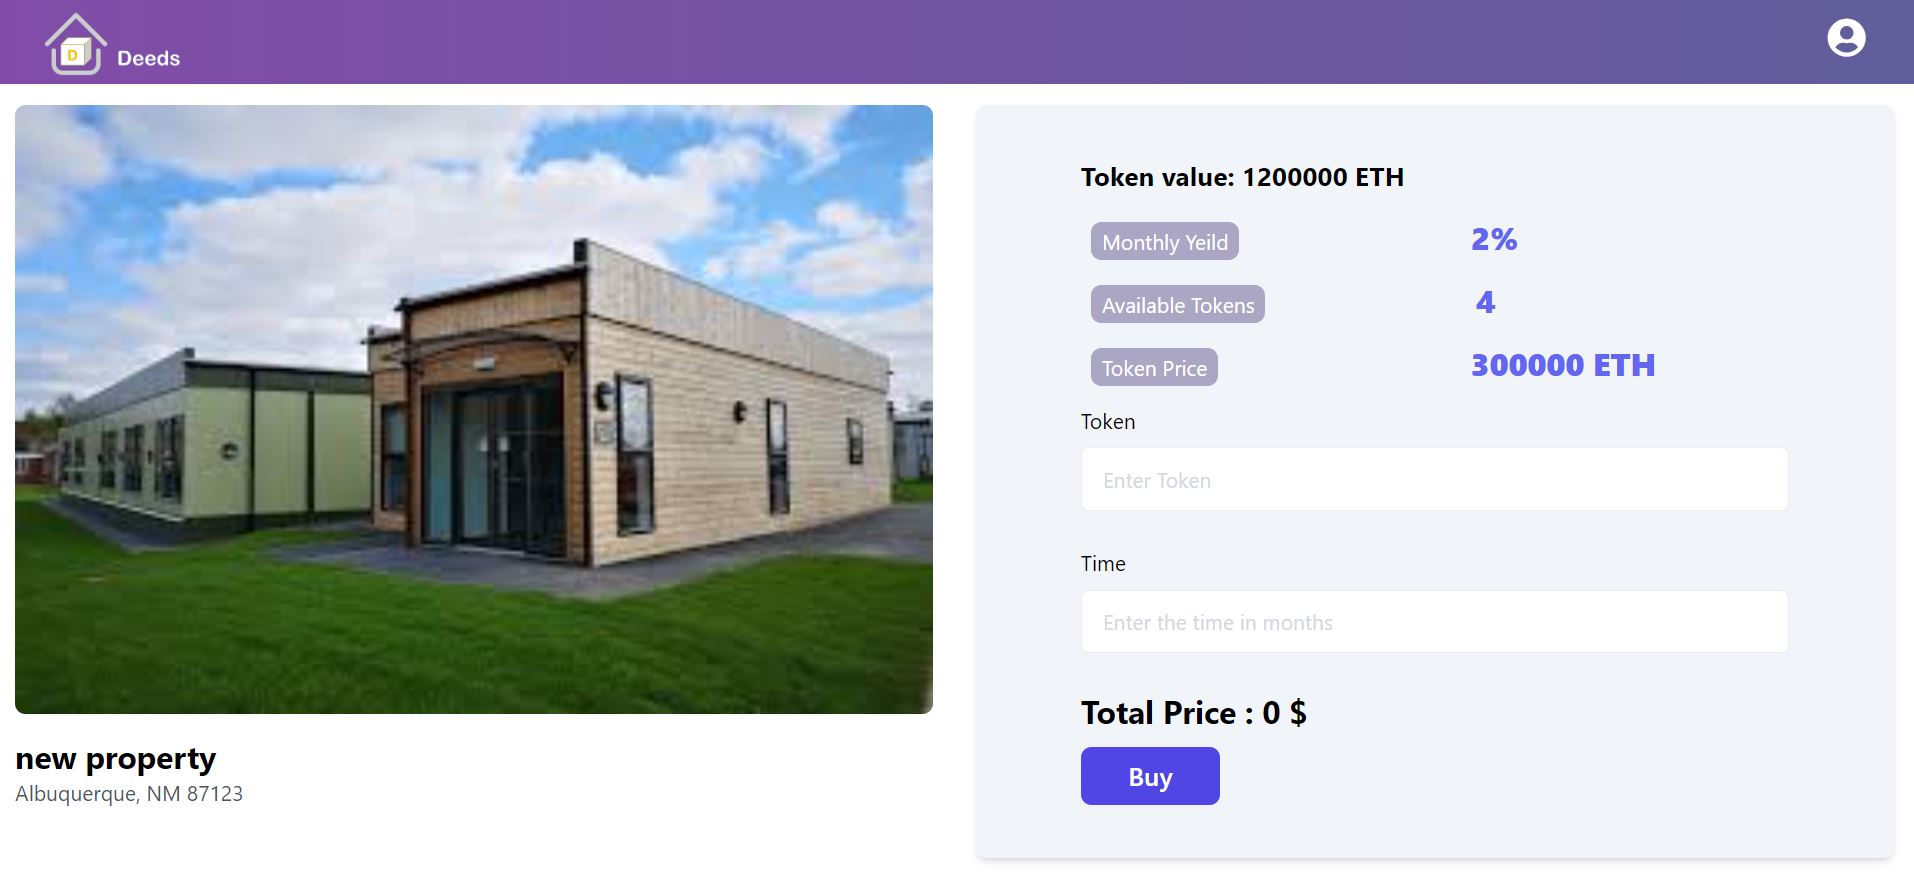 D
Deeds
new property
Albuquerque, NM 87123
Token value: 1200000 ETH
Monthly Yeild 2%
Available Tokens 4
Token Price 300000 ETH
Token
Enter Token
Time
Enter the time in months
Total Price : 0 $
Buy